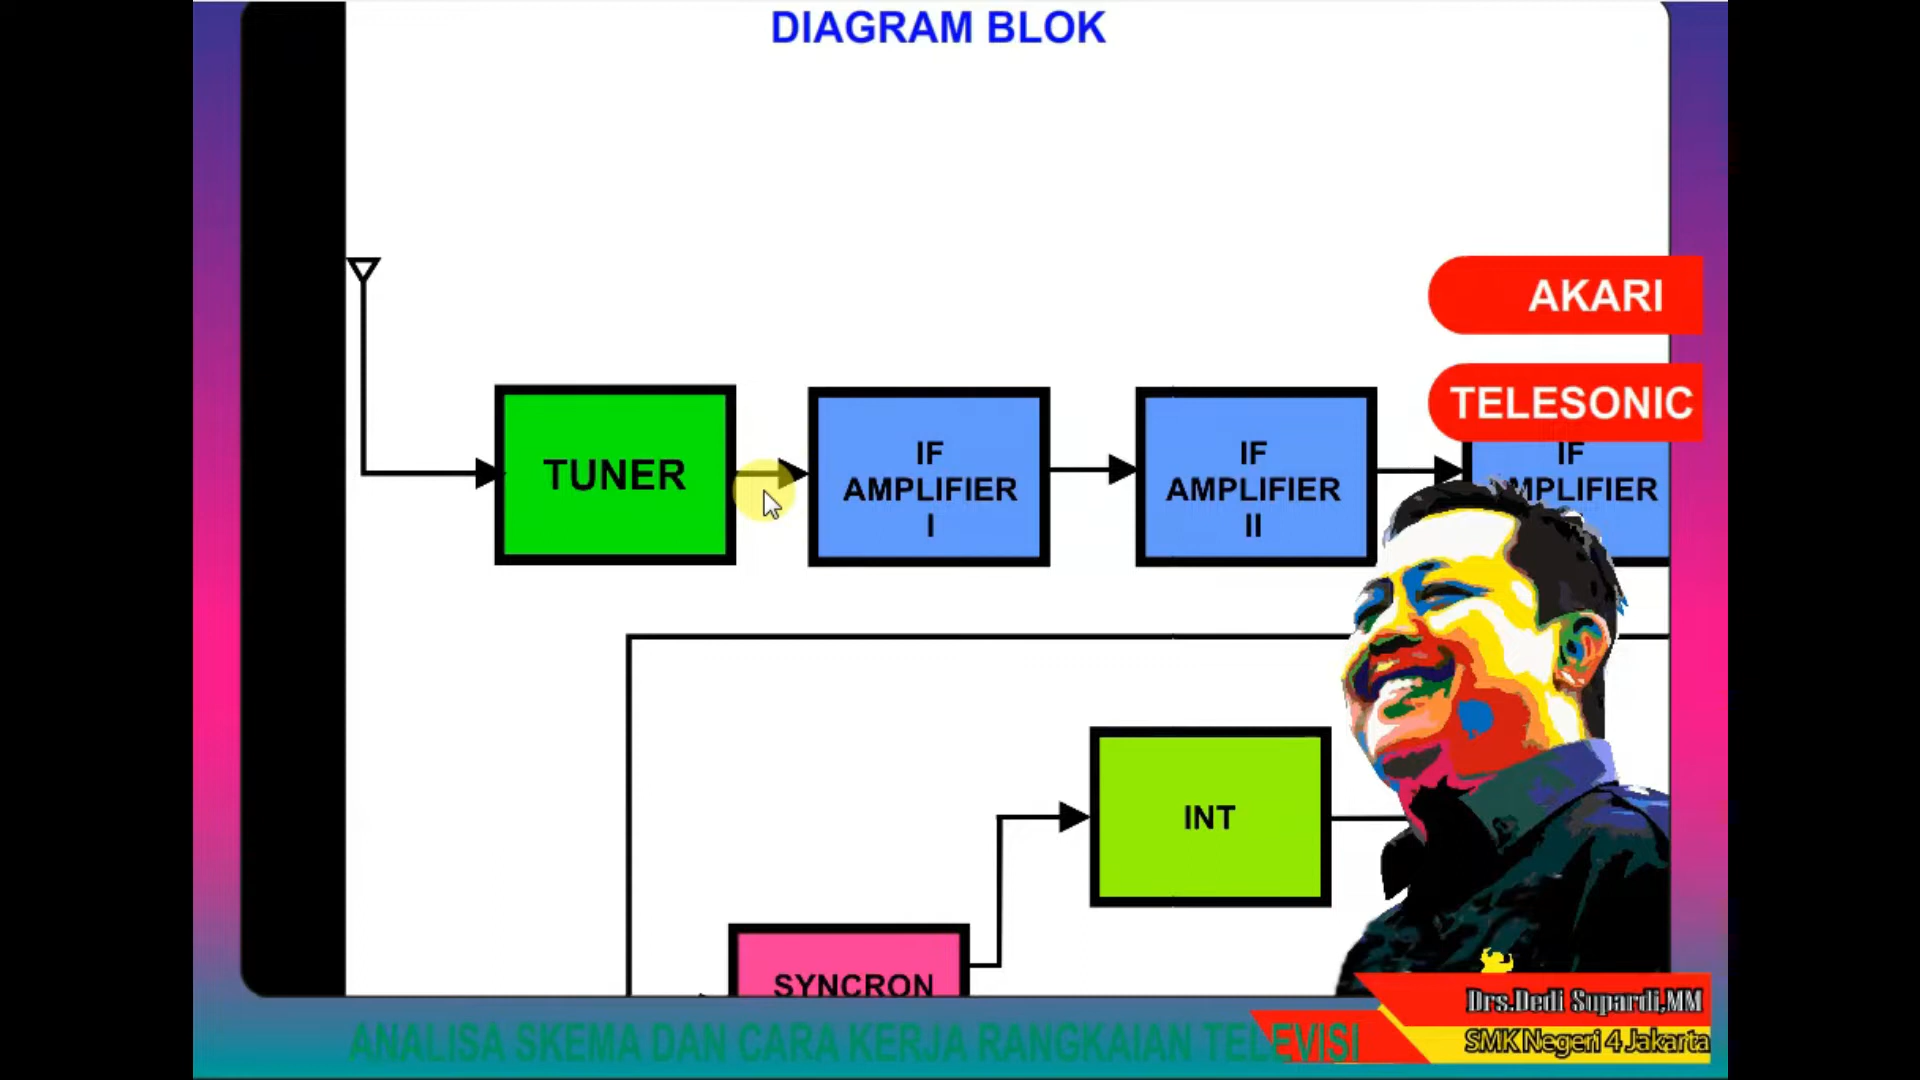 DIAGRAM BLOK
AKARI
TELESONIC
TUNER
IF
AMPLIFIER
I
IF
AMPLIFIER
II
IF
MPLIFIER
INT
SYNCRON
Drs.Dedi Supardi,MM
SMK Negeri 4 Jakarta
ANALISA SKEMA DAN CARA KERJA RANGKAIAN TELEVISI